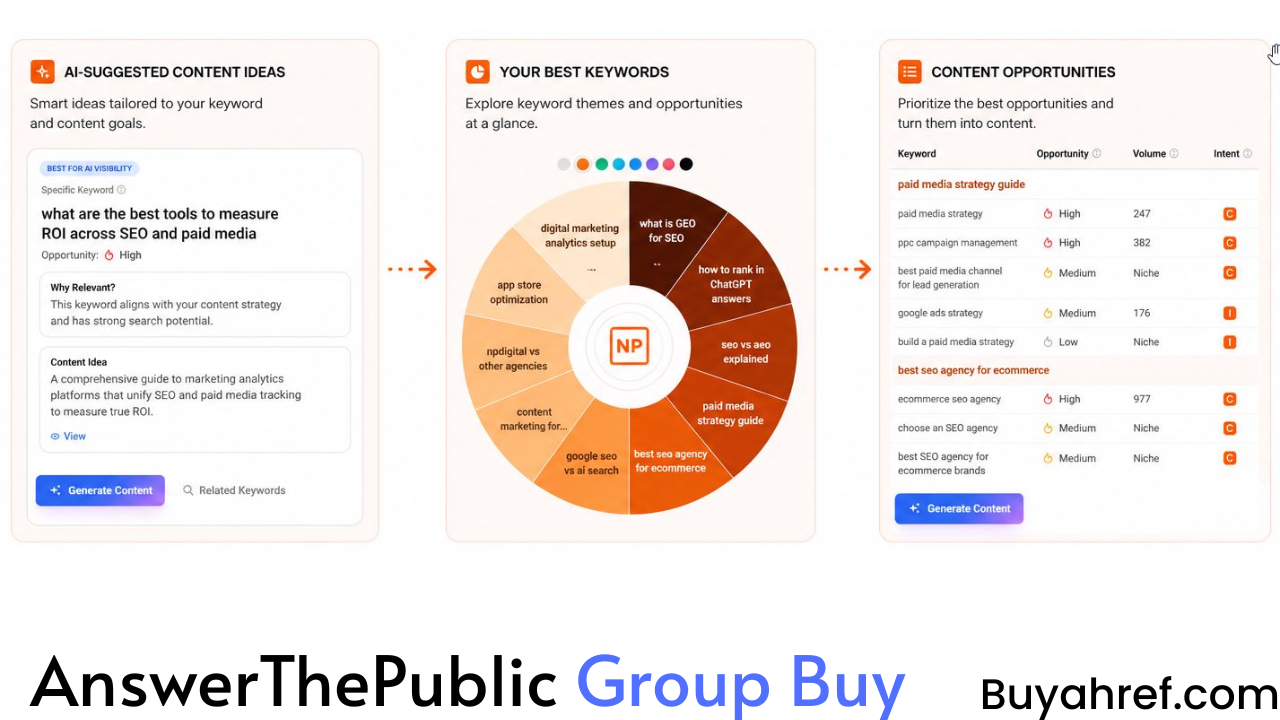 AI-SUGGESTED CONTENT IDEAS
Smart ideas tailored to your keyword
and content goals.
BEST FOR AI VISIBILITY
Specific Keyword
what are the best tools to measure
ROI across SEO and paid media
Opportunity: High
Why Relevant?
This keyword aligns with your content strategy
and has strong search potential.
Content Idea
A comprehensive guide to marketing analytics
platforms that unify SEO and paid media tracking
to measure true ROI.
View
Generate Content
Related Keywords
YOUR BEST KEYWORDS
Explore keyword themes and opportunities
at a glance.
what is GEO
for SEO
..
how to rank in
ChatGPT
answers
seo vs aeo
explained
paid media
strategy guide
best seo agency
for ecommerce
google seo
vs ai search
content
marketing for...
npdigital vs
other agencies
app store
optimization
digital marketing
analytics setup
...
NP
CONTENT OPPORTUNITIES
Prioritize the best opportunities and
turn them into content.
Keyword Opportunity Volume Intent
paid media strategy guide
paid media strategy High 247 C
ppc campaign management High 382 C
best paid media channel
for lead generation Medium Niche C
google ads strategy Medium 176 I
build a paid media strategy Low Niche I
best seo agency for ecommerce
ecommerce seo agency High 977 C
choose an SEO agency Medium Niche C
best SEO agency for
ecommerce brands Medium Niche C
Generate Content
AnswerThePublic Group Buy
Buyahref.com